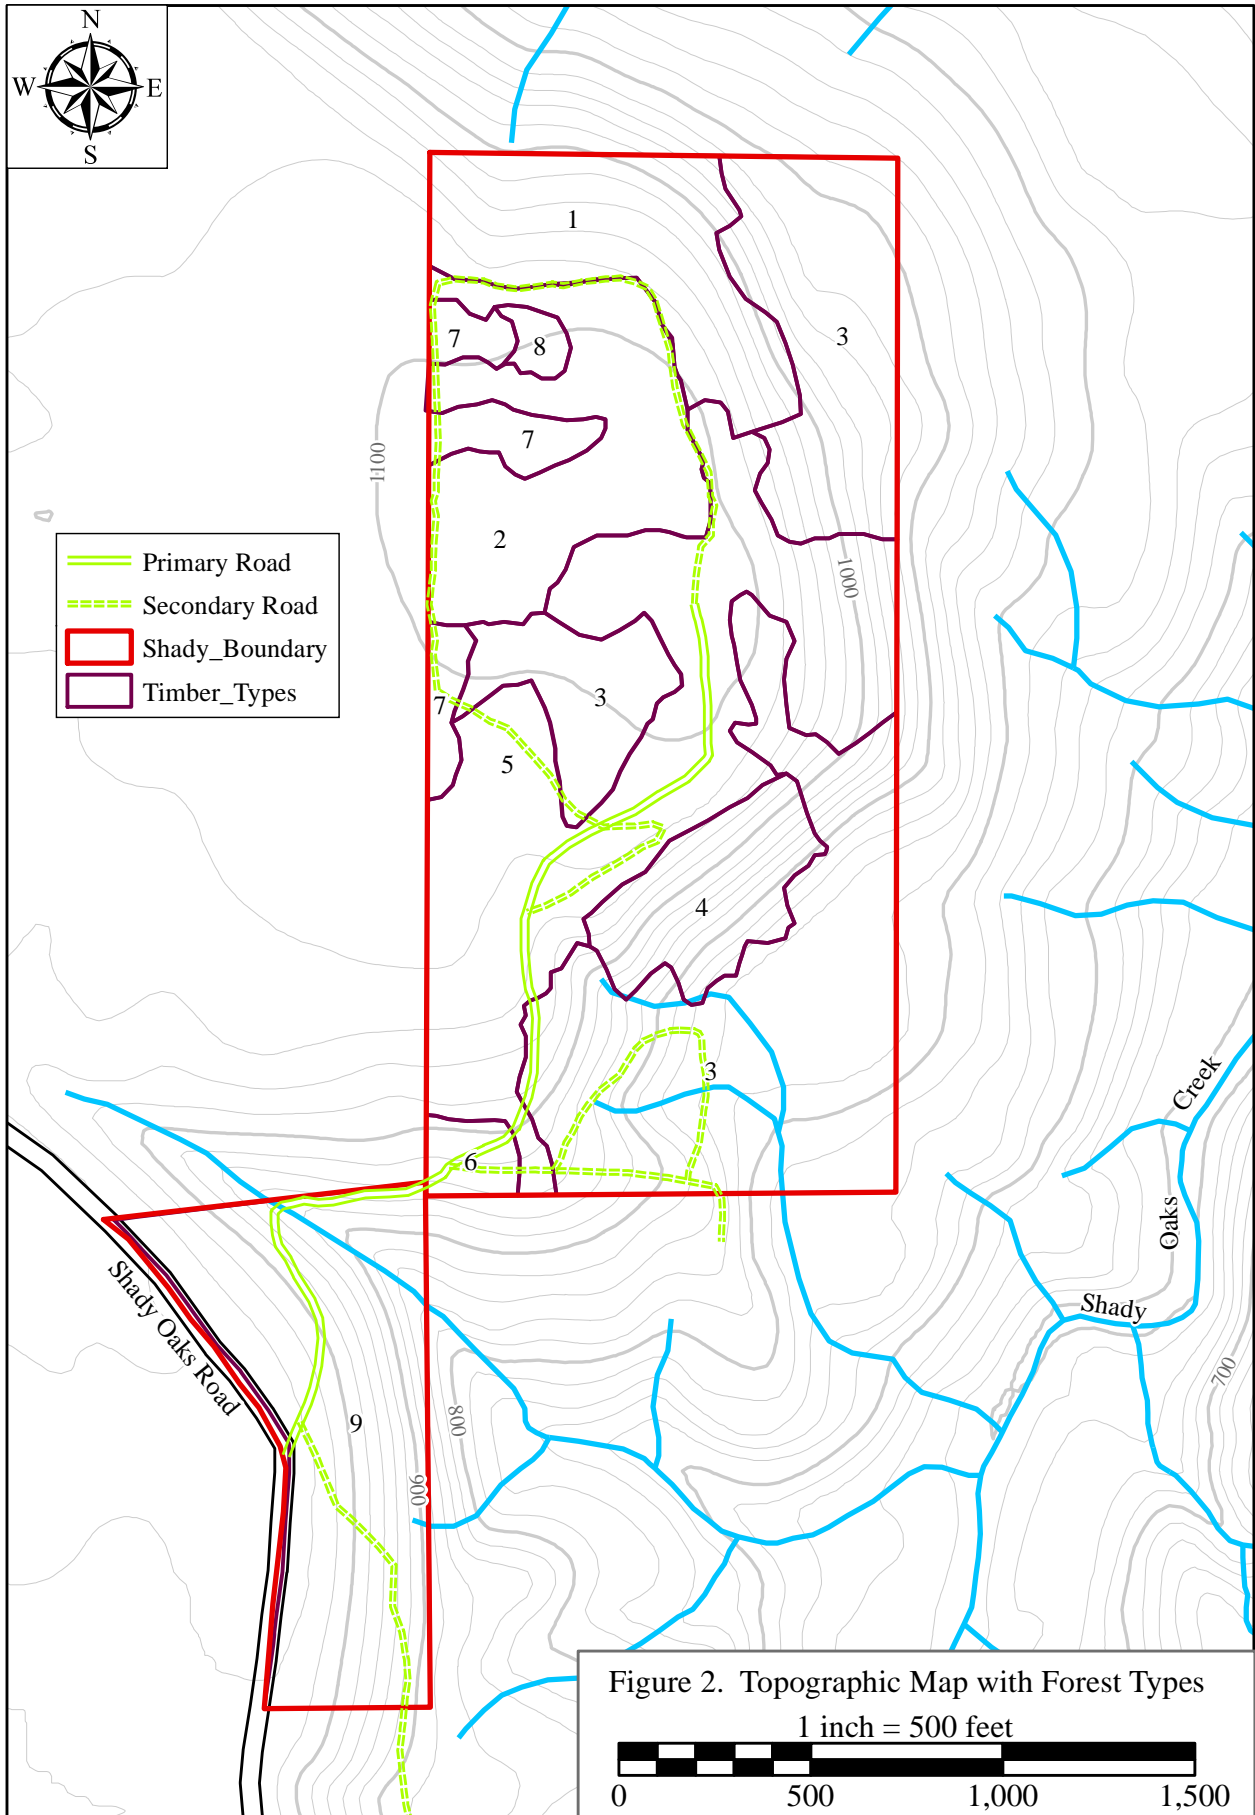 N
W E
S
1
3
7
8
7
1100
2
1000
Primary Road
Secondary Road
Shady_Boundary
Timber_Types
3
7
5
4
3
Creek
6
Oaks
Shady Oaks Road
Shady
700
9
800
900
Figure 2. Topographic Map with Forest Types
1 inch = 500 feet
0 500 1,000 1,500